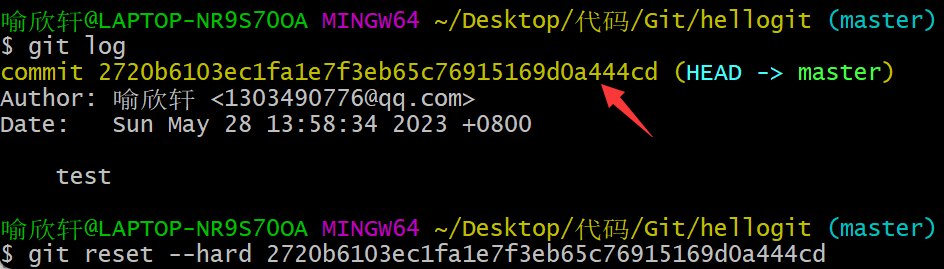 喻欣轩@LAPTOP-NR9S70OA MINGW64 ~/Desktop/代码/Git/hellogit (master)
$ git log
commit 2720b6103ec1fa1e7f3eb65c76915169d0a444cd (HEAD -> master)
Author: 喻欣轩 <1303490776@qq.com>
Date:   Sun May 28 13:58:34 2023 +0800
test
喻欣轩@LAPTOP-NR9S70OA MINGW64 ~/Desktop/代码/Git/hellogit (master)
$ git reset --hard 2720b6103ec1fa1e7f3eb65c76915169d0a444cd